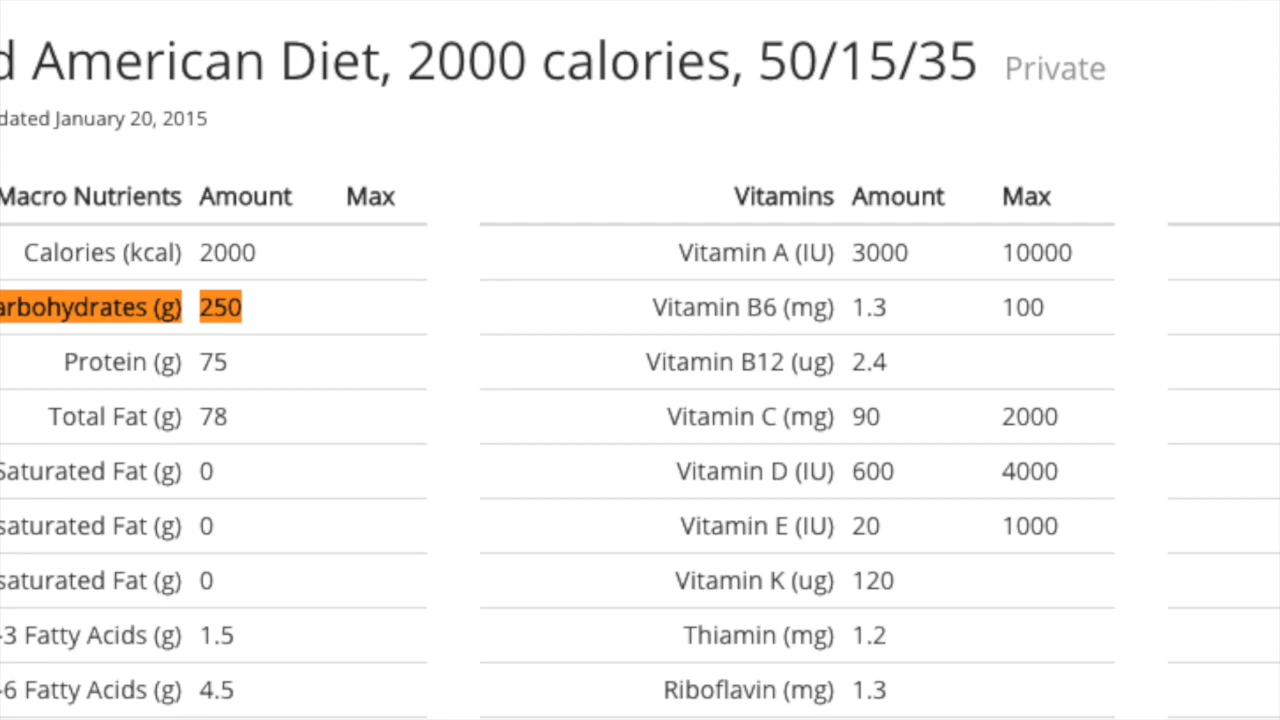 d American Diet, 2000 calories, 50/15/35 Private
dated January 20, 2015
Macro Nutrients Amount Max
Calories (kcal) 2000
arbohydrates (g) 250
Protein (g) 75
Total Fat (g) 78
Saturated Fat (g) 0
saturated Fat (g) 0
saturated Fat (g) 0
-3 Fatty Acids (g) 1.5
-6 Fatty Acids (g) 4.5
Vitamins Amount Max
Vitamin A (IU) 3000 10000
Vitamin B6 (mg) 1.3 100
Vitamin B12 (ug) 2.4
Vitamin C (mg) 90 2000
Vitamin D (IU) 600 4000
Vitamin E (IU) 20 1000
Vitamin K (ug) 120
Thiamin (mg) 1.2
Riboflavin (mg) 1.3